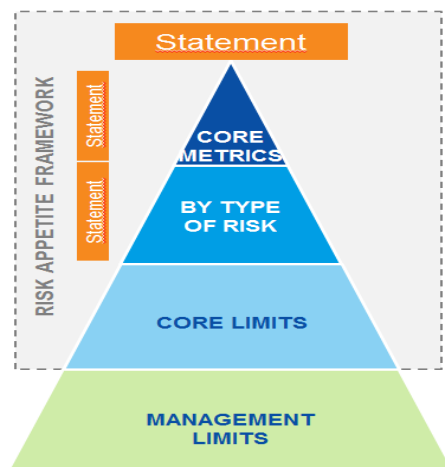 Statement
RISK APPETITE FRAMEWORK
Statement
Statement
CORE
METRICS
BY TYPE
OF RISK
CORE LIMITS
MANAGEMENT
LIMITS